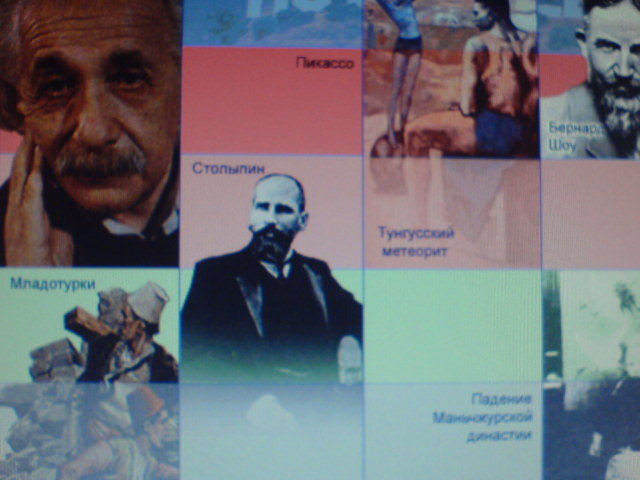 Пикассо
Бернард
Шоу
Столыпин
Тунгусский
метеорит
Младотурки
Падение
Маньчжурской
династии